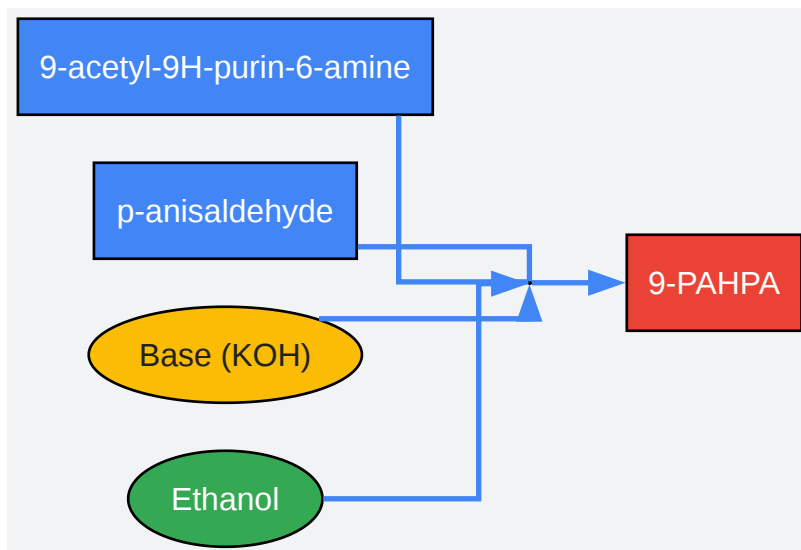 9-acetyl-9H-purin-6-amine
p-anisaldehyde
9-PAHPA
Base (KOH)
Ethanol